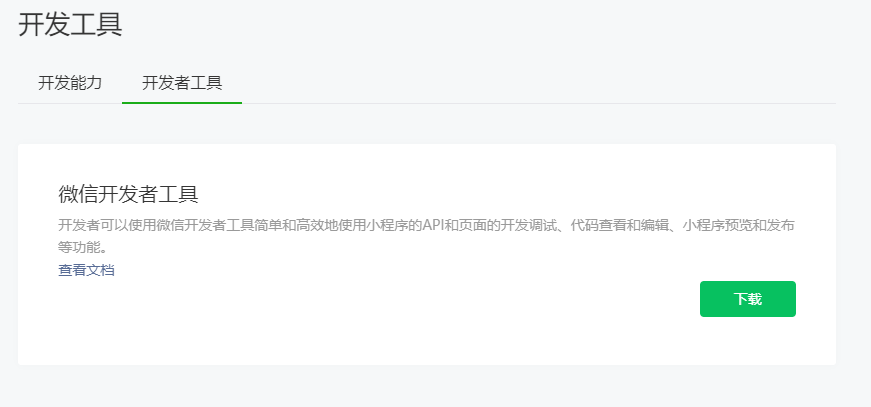 开发工具
开发能力
开发者工具
微信开发者工具
开发者可以使用微信开发者工具简单和高效地使用小程序的API和页面的开发调试、代码查看和编辑、小程序预览和发布
等功能。
查看文档
下载